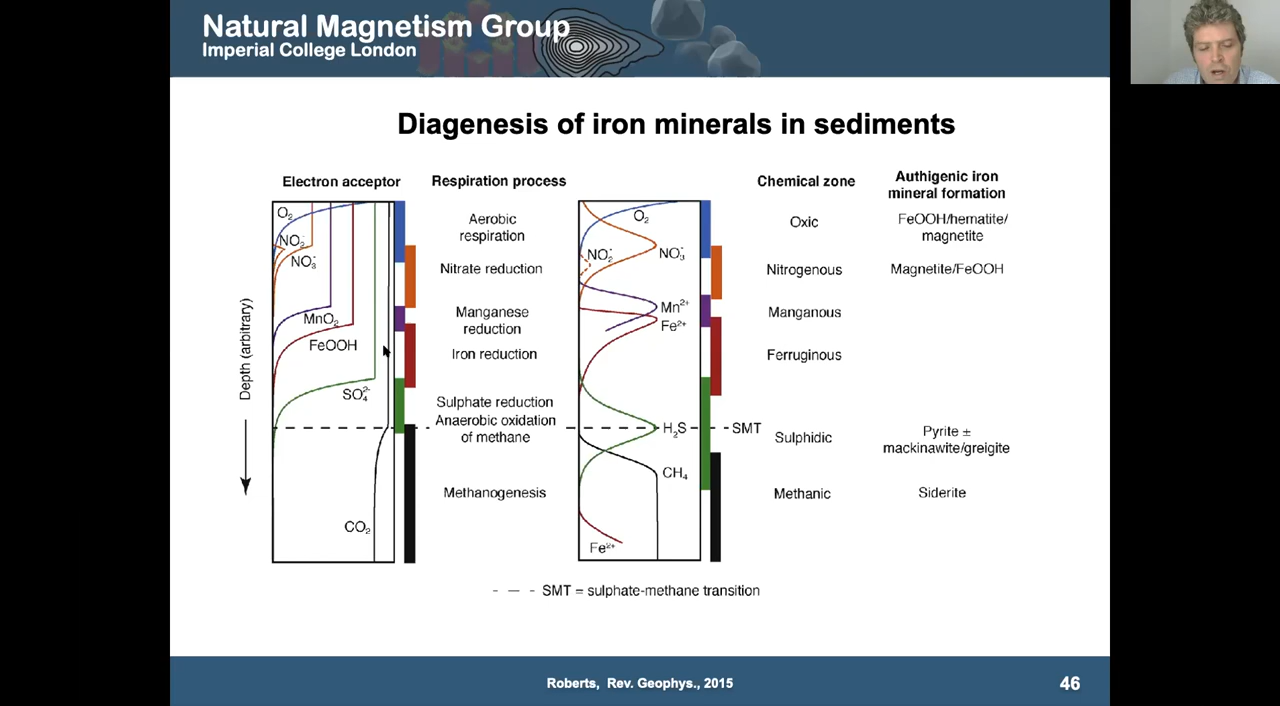 Natural Magnetism Group
Imperial College London
Diagenesis of iron minerals in sediments
Electron acceptor
Respiration process
Chemical zone
Authigenic iron
mineral formation
O₂
NO₂⁻
NO₃⁻
MnO₂
FeOOH
SO₄²⁻
CO₂
Depth (arbitrary)
Aerobic
respiration
Nitrate reduction
Manganese
reduction
Iron reduction
Sulphate reduction
Anaerobic oxidation
of methane
Methanogenesis
O₂
NO₂⁻
NO₃⁻
Mn²⁺
Fe²⁺
H₂S
SMT
CH₄
Fe²⁺
Oxic
Nitrogenous
Manganous
Ferruginous
Sulphidic
Methanic
FeOOH/hematite/
magnetite
Magnetite/FeOOH
Pyrite ±
mackinawite/greigite
Siderite
SMT = sulphate-methane transition
Roberts, Rev. Geophys., 2015
46